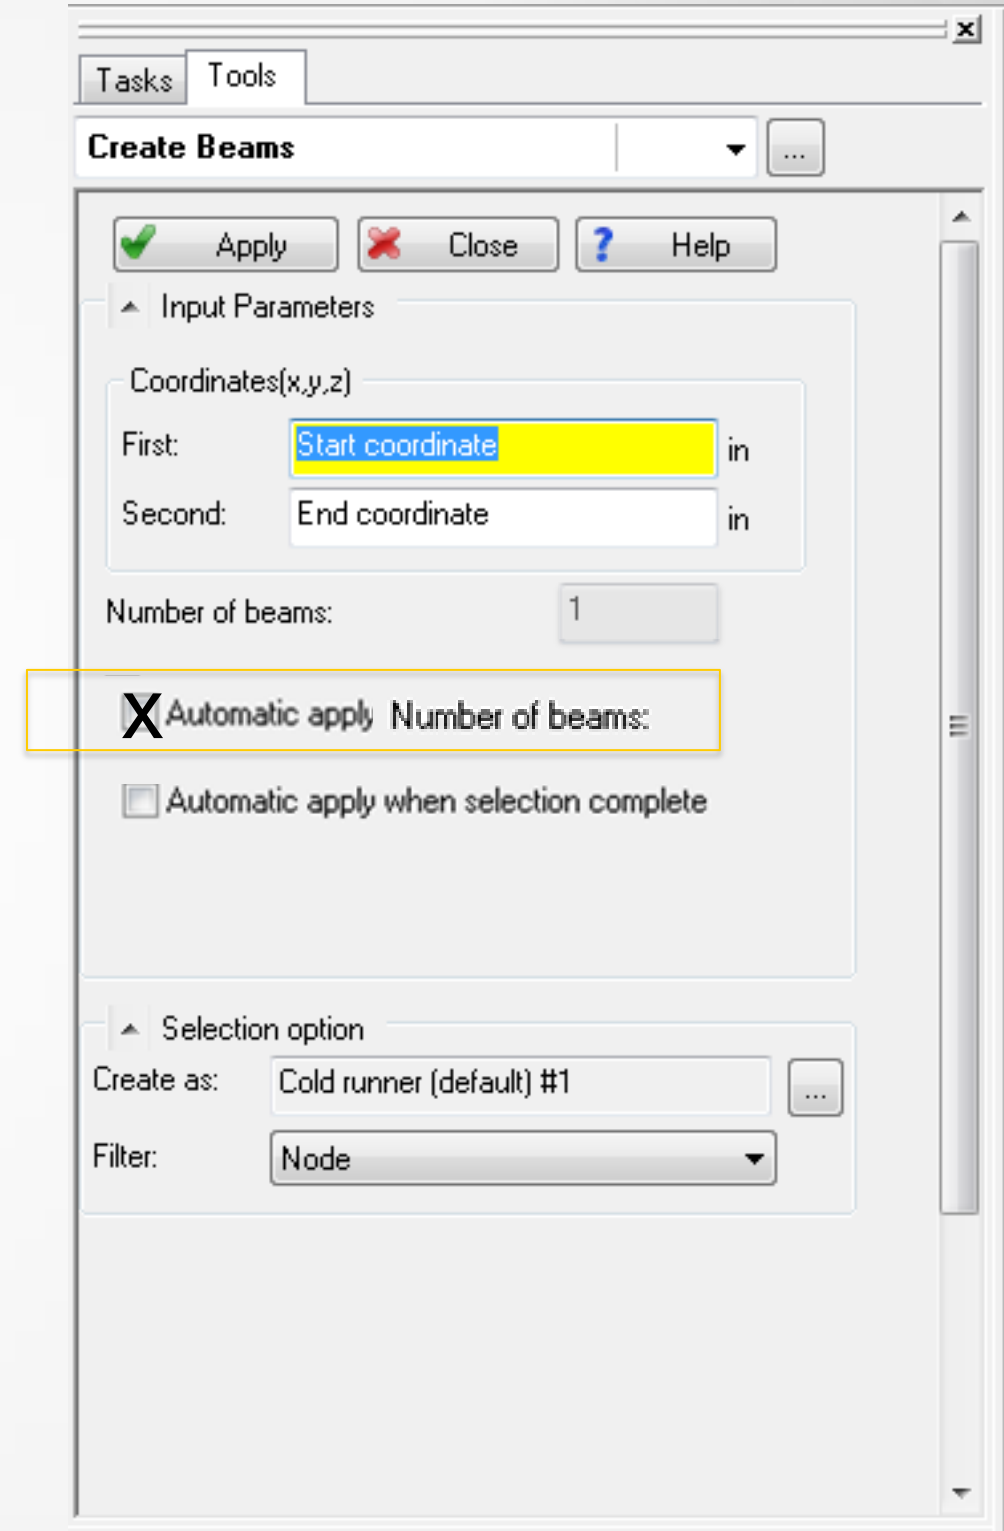 Tasks Tools
Create Beams ...
Apply Close Help
Input Parameters
Coordinates(x,y,z)
First: Start coordinate in
Second: End coordinate in
Number of beams: 1
X Automatic apply Number of beams:
Automatic apply when selection complete
Selection option
Create as: Cold runner (default) #1 ...
Filter: Node